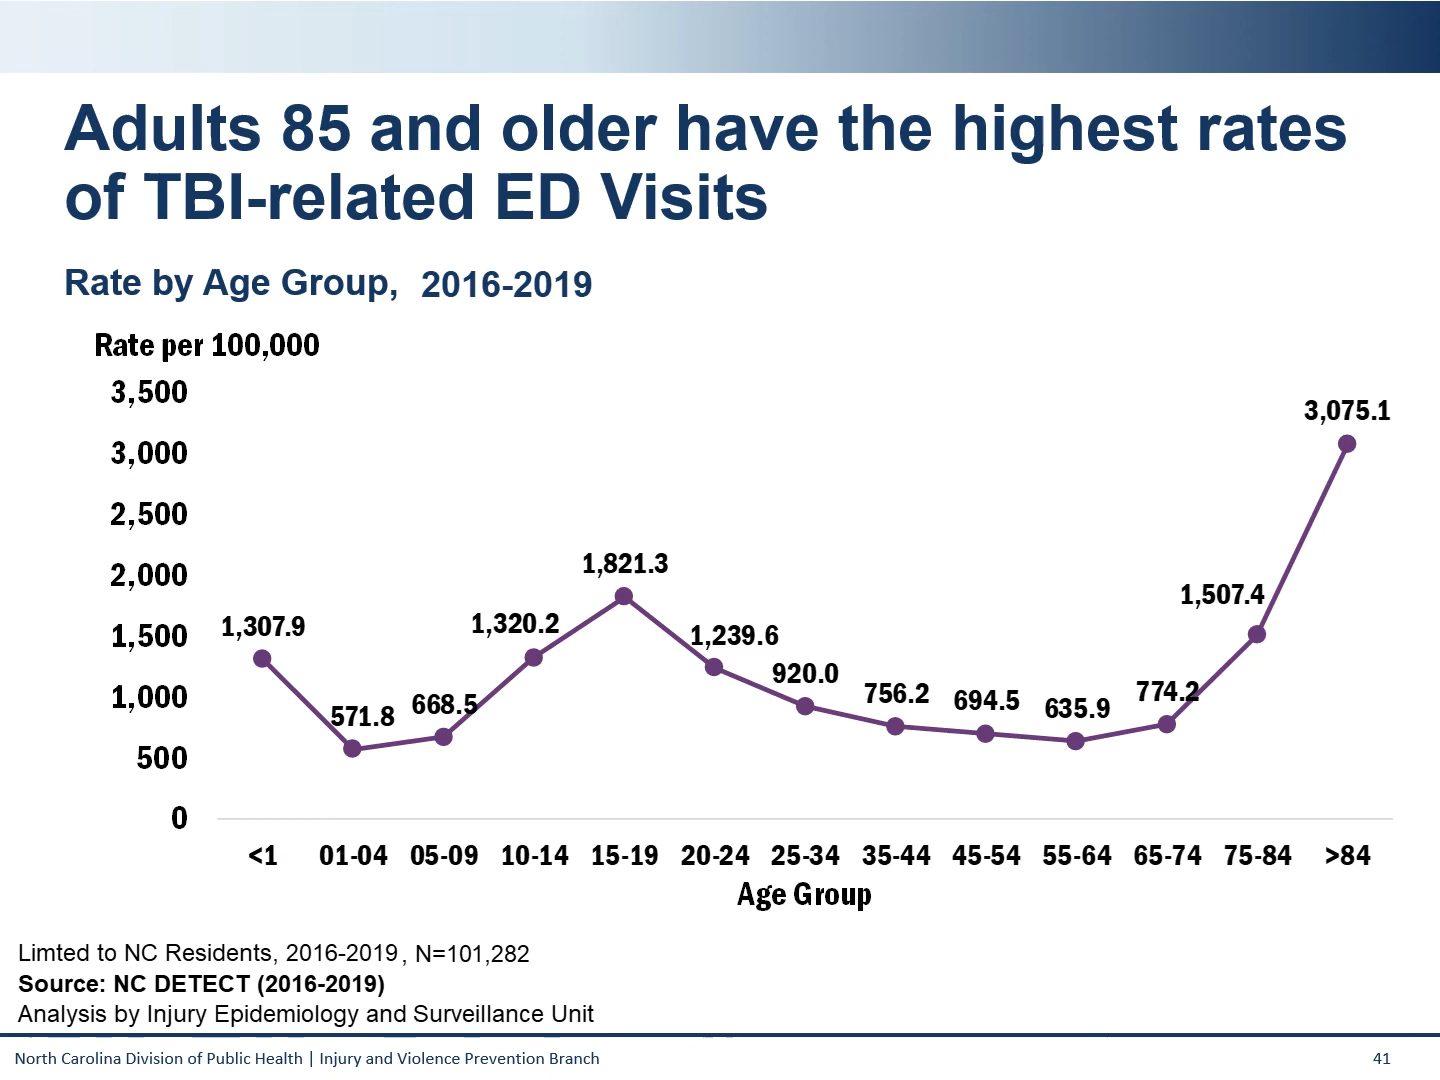 Adults 85 and older have the highest rates
of TBI-related ED Visits
Rate by Age Group, 2016-2019
Rate per 100,000
3,500
3,000
2,500
2,000
1,500
1,000
500
0
1,307.9
571.8
668.5
1,320.2
1,821.3
1,239.6
920.0
756.2
694.5
635.9
774.2
1,507.4
3,075.1
<1 01-04 05-09 10-14 15-19 20-24 25-34 35-44 45-54 55-64 65-74 75-84 >84
Age Group
Limted to NC Residents, 2016-2019, N=101,282
Source: NC DETECT (2016-2019)
Analysis by Injury Epidemiology and Surveillance Unit
North Carolina Division of Public Health | Injury and Violence Prevention Branch
41